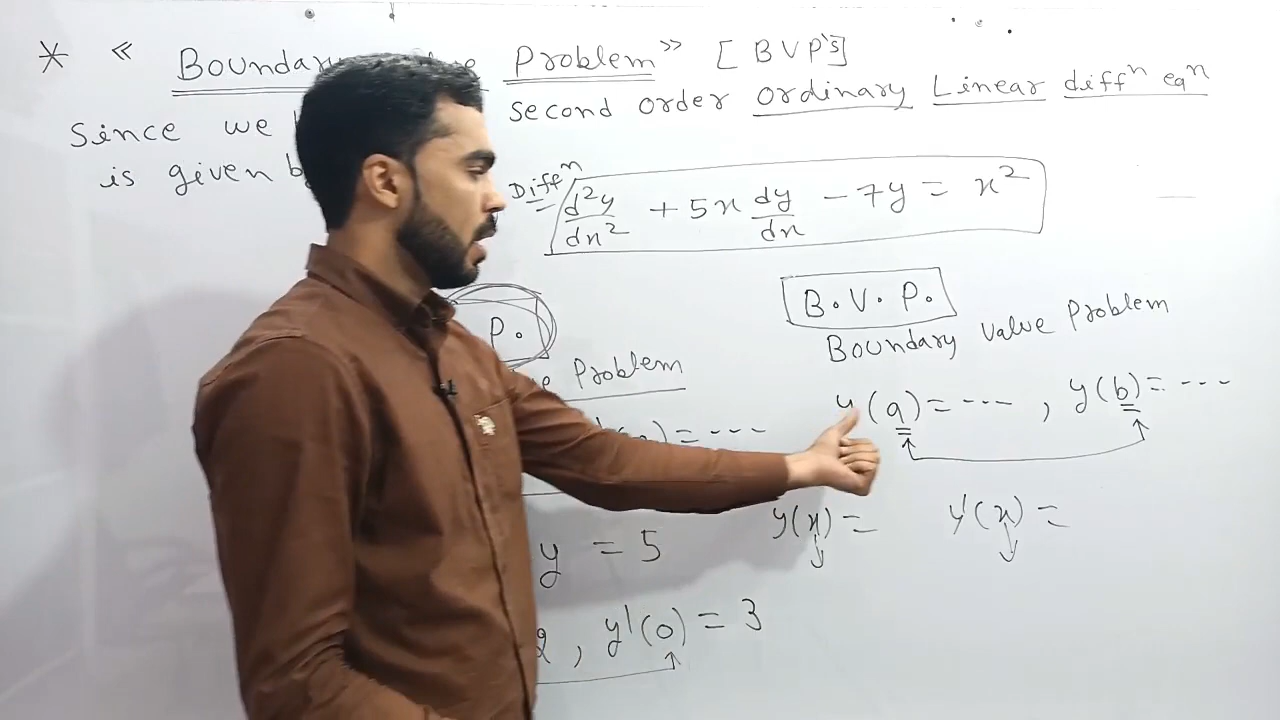 * « Boundary Problem » [ B V P's ]
Since we second order ordinary Linear diffⁿ eqⁿ
is given
Diffⁿ d²y/dx² + 5x dy/dx - 7y = x²
B.V.P.
P.
Boundary value Problem
Problem
y(a) = --- , y(b) = ---
) = ---
y(x) = y'(x) =
y = 5
2 , y'(0) = 3